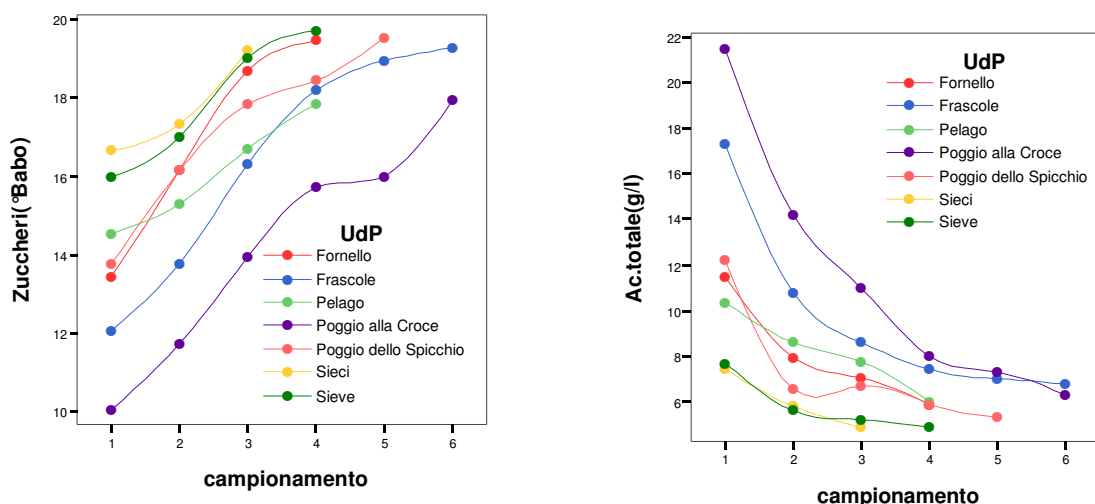 Zuccheri(°Babo)
20
18
16
14
12
10
UdP
Fornello
Frascole
Pelago
Poggio alla Croce
Poggio dello Spicchio
Sieci
Sieve
1 2 3 4 5 6
campionamento
Ac.totale(g/l)
22
20
18
16
14
12
10
8
6
UdP
Fornello
Frascole
Pelago
Poggio alla Croce
Poggio dello Spicchio
Sieci
Sieve
1 2 3 4 5 6
campionamento